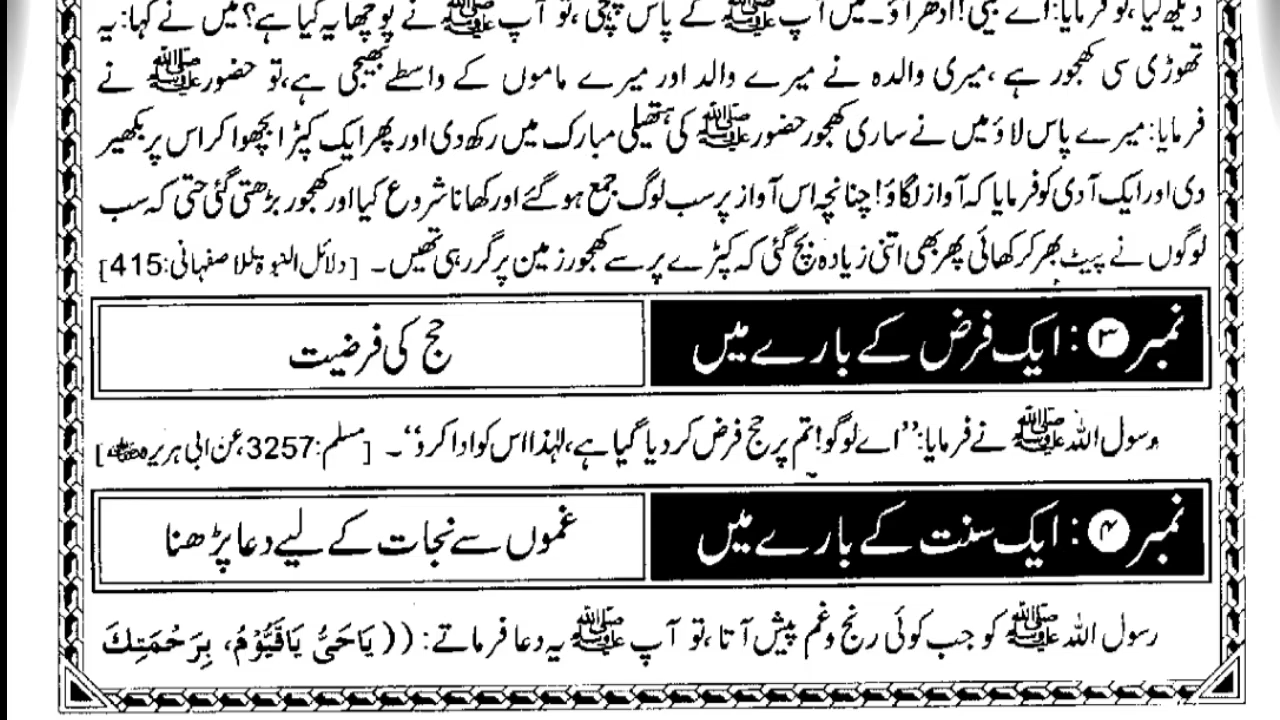 دیکھ لیا، تو فرمایا: اے بیٹی! ادھر آؤ۔ میں آپ ﷺ کے پاس پہنچی، تو آپ ﷺ نے پوچھا یہ کیا ہے؟ میں نے کہا: یہ
تھوڑی سی کھجور ہے، میری والدہ نے میرے والد اور میرے ماموں کے واسطے بھیجی ہے، تو حضور ﷺ نے
فرمایا: میرے پاس لاؤ میں نے ساری کھجور حضور ﷺ کی ہتھیلی مبارک میں رکھ دی اور پھر ایک کپڑا بچھوا کر اس پر بکھیر
دی اور ایک آدمی کو فرمایا کہ آواز لگاؤ! چنانچہ اس آواز پر سب لوگ جمع ہو گئے اور کھانا شروع کیا اور کھجور بڑھتی گئی حتی کہ سب
لوگوں نے پیٹ بھر کر کھائی پھر بھی اتنی زیادہ بچ گئی کہ کپڑے پر سے کھجور زمین پر گر رہی تھیں۔ [دلائل النبوۃ للاصفہانی: 415]
نمبر ۳ : ایک فرض کے بارے میں
حج کی فرضیت
رسول اللہ ﷺ نے فرمایا: ’’اے لوگو! تم پر حج فرض کر دیا گیا ہے، لہٰذا اس کو ادا کرو‘‘۔ [مسلم: 3257، عن ابی ہریرہ ؓ]
نمبر ۴ : ایک سنت کے بارے میں
غموں سے نجات کے لیے دعا پڑھنا
رسول اللہ ﷺ کو جب کوئی رنج و غم پیش آتا، تو آپ ﷺ یہ دعا فرماتے: ((يَاحَيُّ يَاقَيُّوْمُ، بِرَحْمَتِكَ